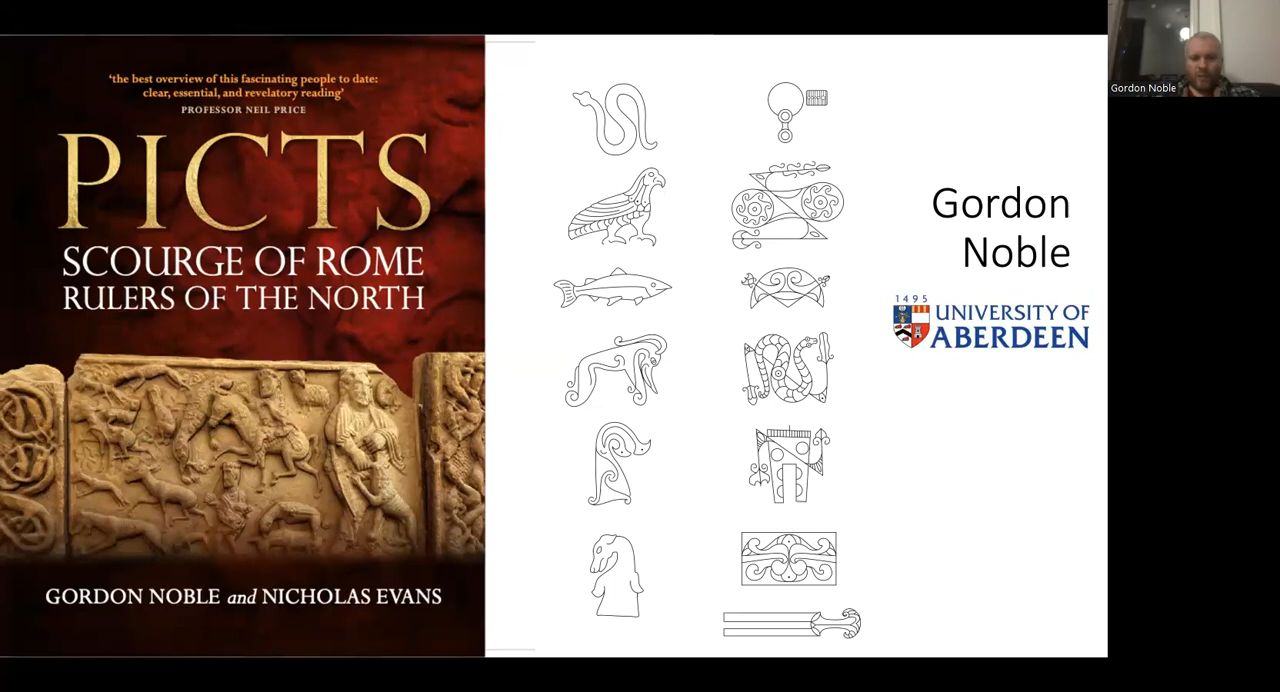 'the best overview of this fascinating people to date:
clear, essential, and revelatory reading'
PROFESSOR NEIL PRICE
PICTS
SCOURGE OF ROME
RULERS OF THE NORTH
GORDON NOBLE and NICHOLAS EVANS
Gordon
Noble
1495
UNIVERSITY OF
ABERDEEN
Gordon Noble